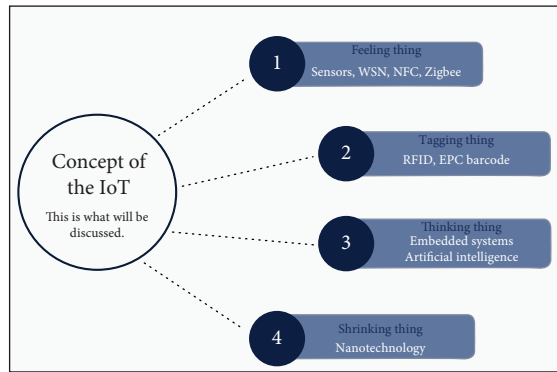 Concept of
the IoT
This is what will be
discussed.
1
Feeling thing
Sensors, WSN, NFC, Zigbee
2
Tagging thing
RFID, EPC barcode
3
Thinking thing
Embedded systems
Artificial intelligence
4
Shrinking thing
Nanotechnology